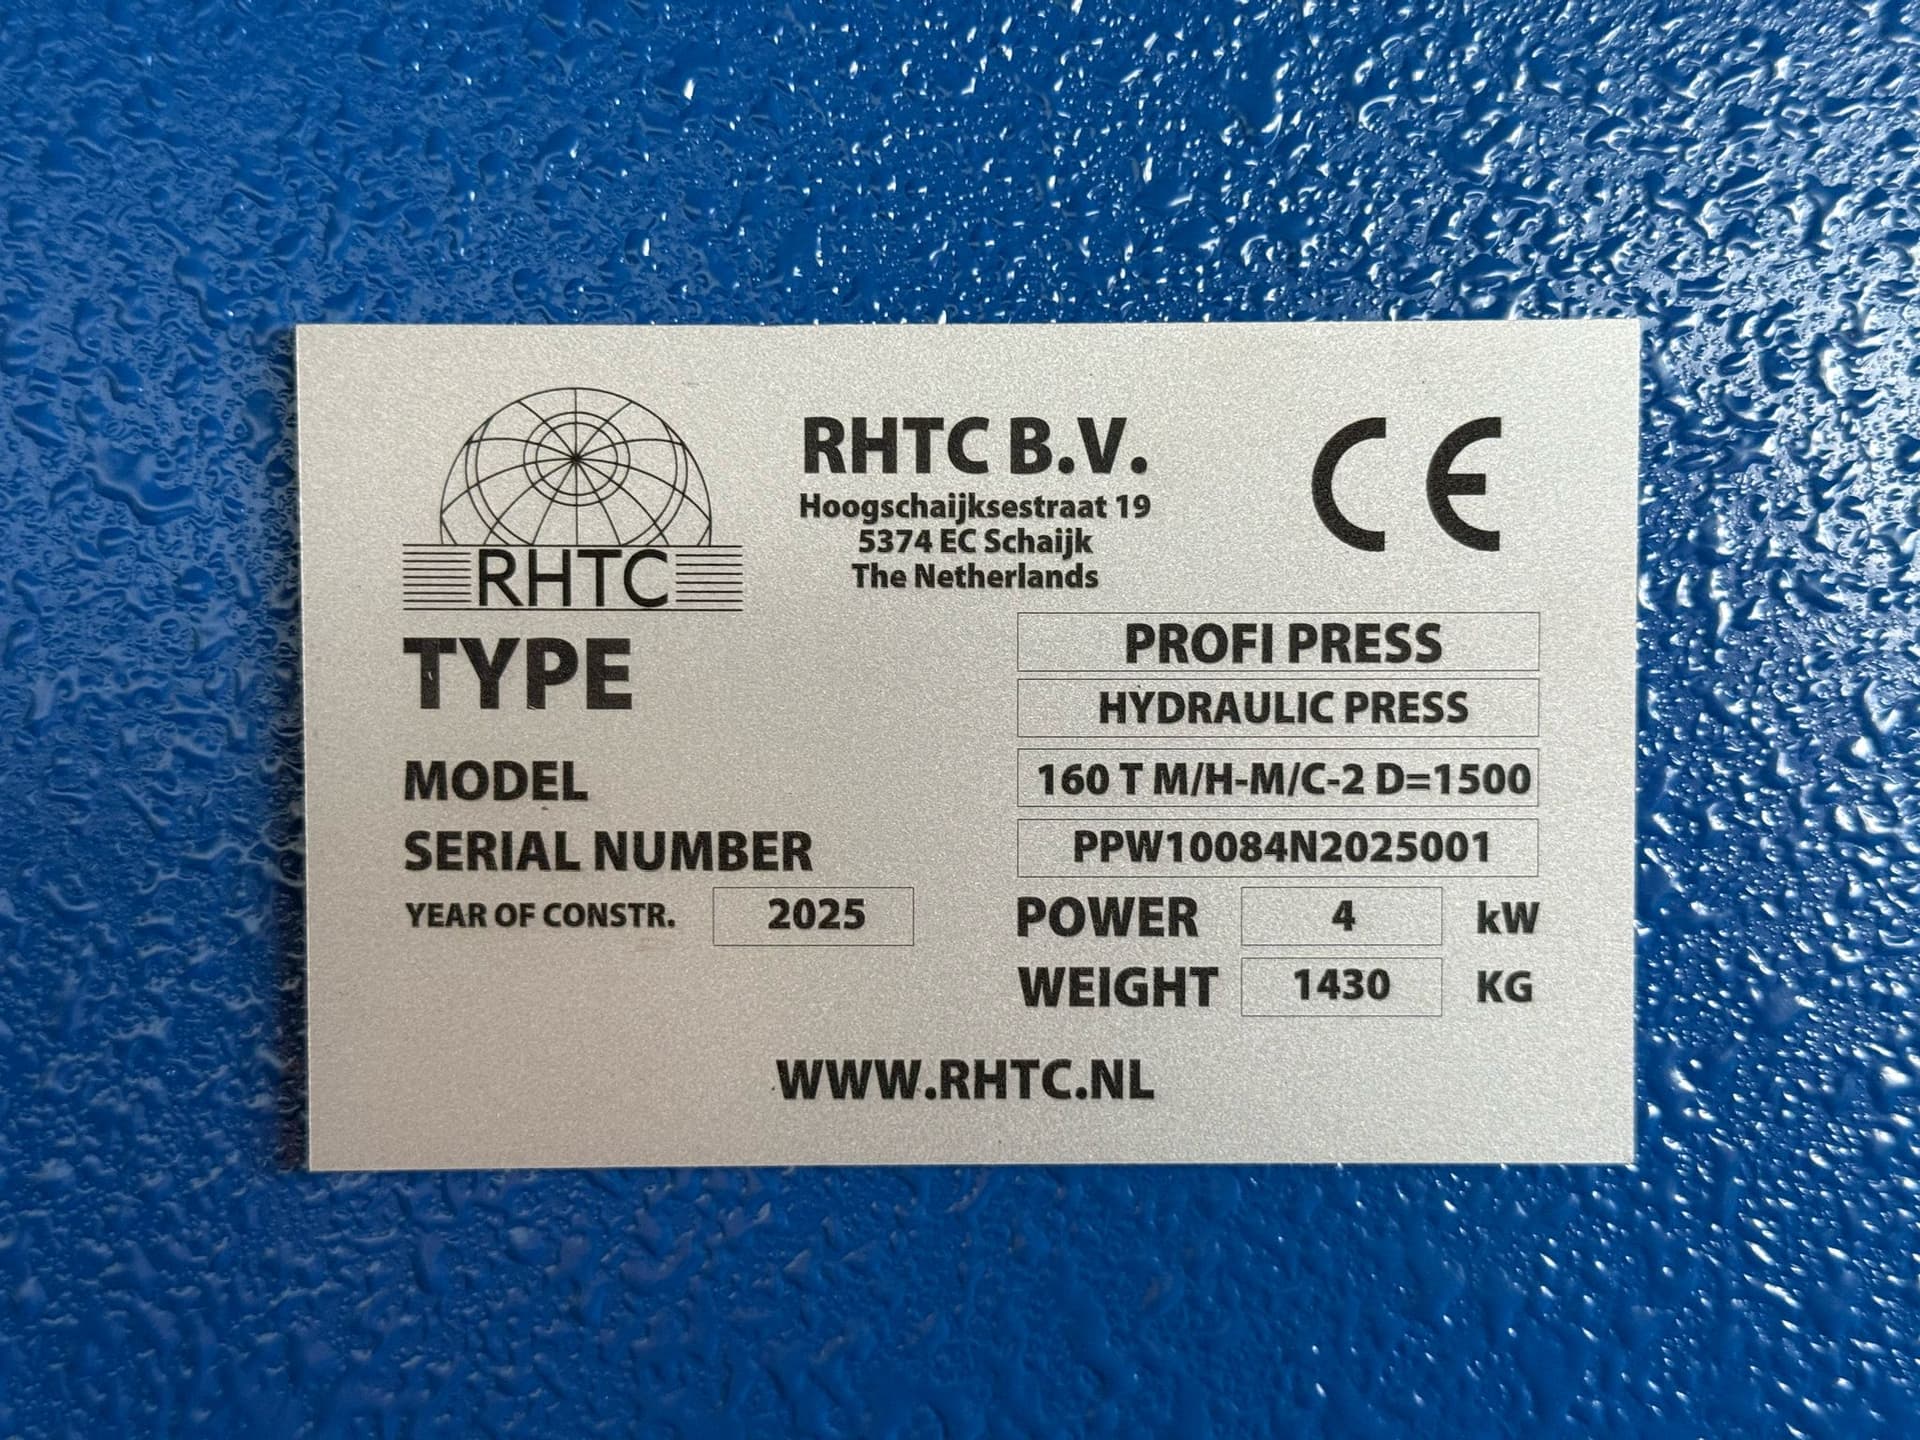 RHTC
RHTC B.V.
Hoogschaijksestraat 19
5374 EC Schaijk
The Netherlands
CE
TYPE
PROFI PRESS
HYDRAULIC PRESS
MODEL
160 T M/H-M/C-2 D=1500
SERIAL NUMBER
PPW10084N2025001
YEAR OF CONSTR. 2025
POWER 4 kW
WEIGHT 1430 KG
WWW.RHTC.NL